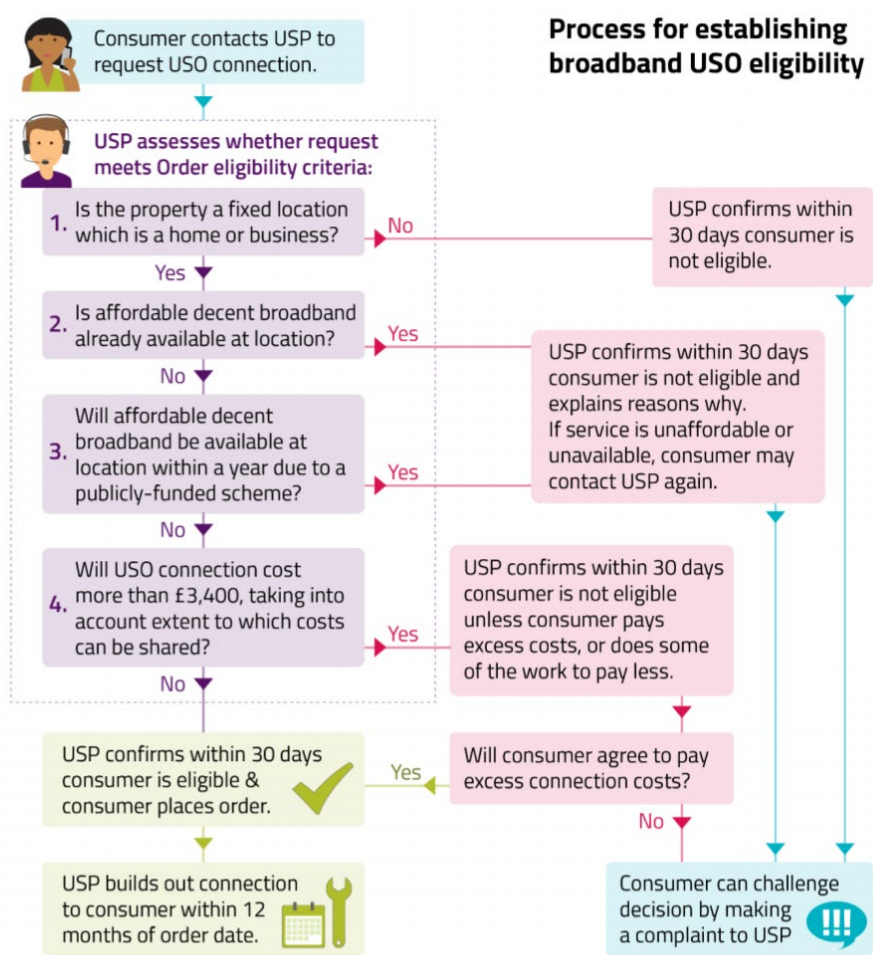 Process for establishing
broadband USO eligibility
Consumer contacts USP to
request USO connection.
USP assesses whether request
meets Order eligibility criteria:
1. Is the property a fixed location
which is a home or business?
No
USP confirms within
30 days consumer is
not eligible.
Yes
2. Is affordable decent broadband
already available at location?
Yes
USP confirms within 30 days
consumer is not eligible and
explains reasons why.
If service is unaffordable or
unavailable, consumer may
contact USP again.
No
3. Will affordable decent
broadband be available at
location within a year due to a
publicly-funded scheme?
Yes
No
4. Will USO connection cost
more than £3,400, taking into
account extent to which costs
can be shared?
Yes
USP confirms within 30 days
consumer is not eligible
unless consumer pays
excess costs, or does some
of the work to pay less.
No
USP confirms within 30 days
consumer is eligible &
consumer places order.
Yes
Will consumer agree to pay
excess connection costs?
No
USP builds out connection
to consumer within 12
months of order date.
Consumer can challenge
decision by making
a complaint to USP
!!!